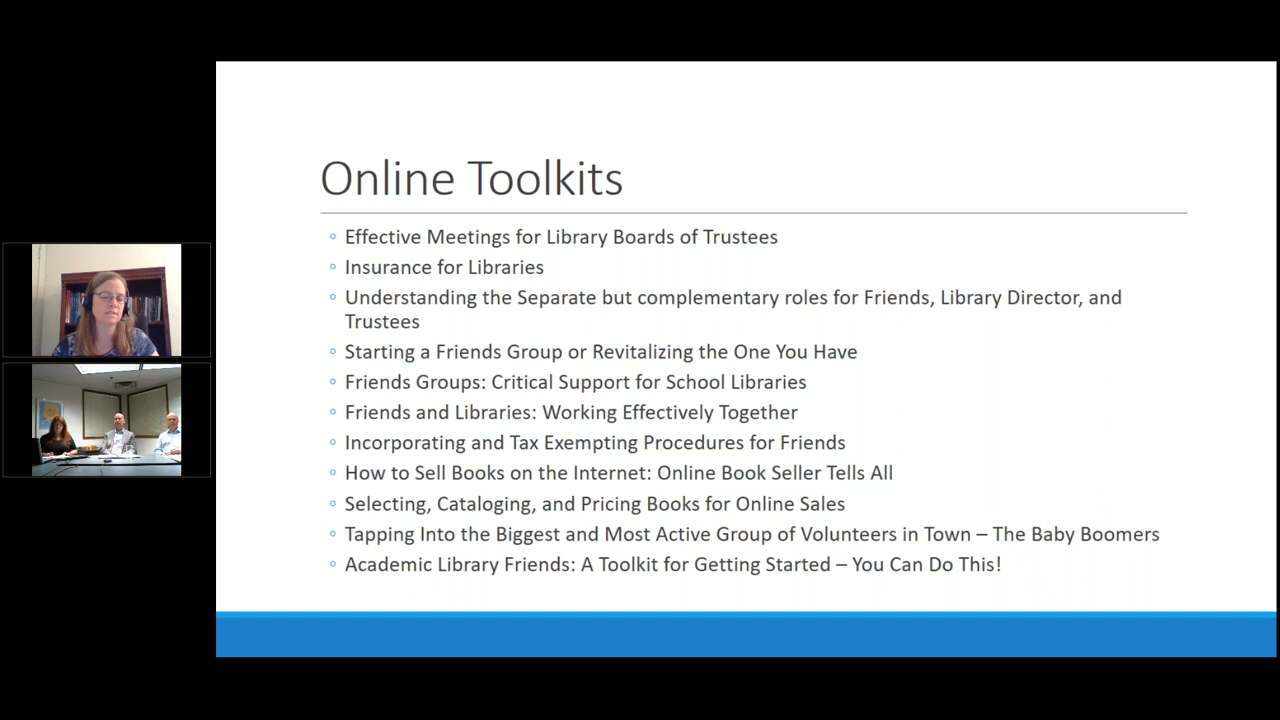 Online Toolkits
Effective Meetings for Library Boards of Trustees
Insurance for Libraries
Understanding the Separate but complementary roles for Friends, Library Director, and
Trustees
Starting a Friends Group or Revitalizing the One You Have
Friends Groups: Critical Support for School Libraries
Friends and Libraries: Working Effectively Together
Incorporating and Tax Exempting Procedures for Friends
How to Sell Books on the Internet: Online Book Seller Tells All
Selecting, Cataloging, and Pricing Books for Online Sales
Tapping Into the Biggest and Most Active Group of Volunteers in Town – The Baby Boomers
Academic Library Friends: A Toolkit for Getting Started – You Can Do This!